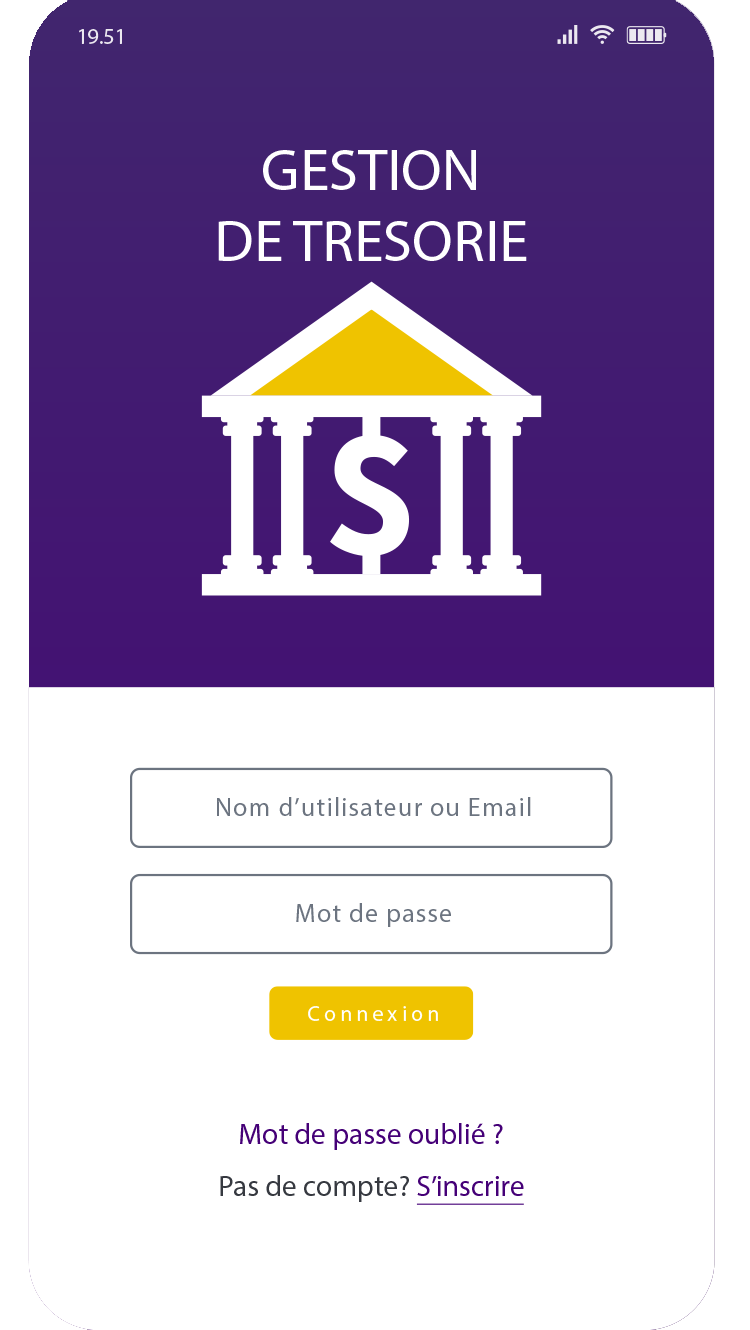 19.51
GESTION
DE TRESORIE
$
Nom d’utilisateur ou Email
Mot de passe
Connexion
Mot de passe oublié ?
Pas de compte? S’inscrire